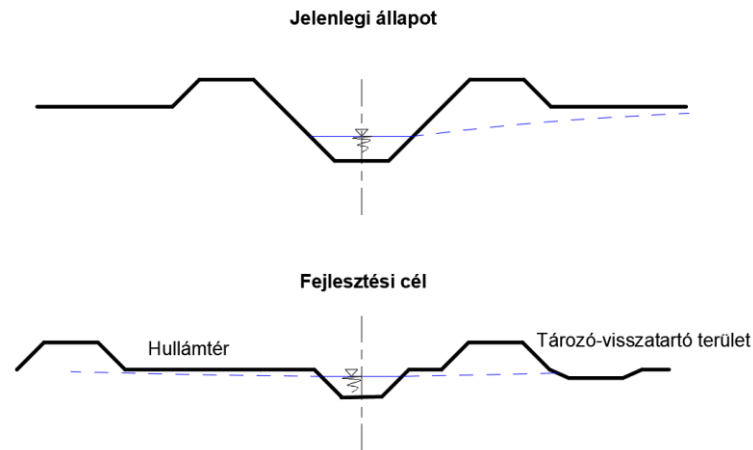 Jelenlegi állapot
Fejlesztési cél
Hullámtér
Tározó-visszatartó terület